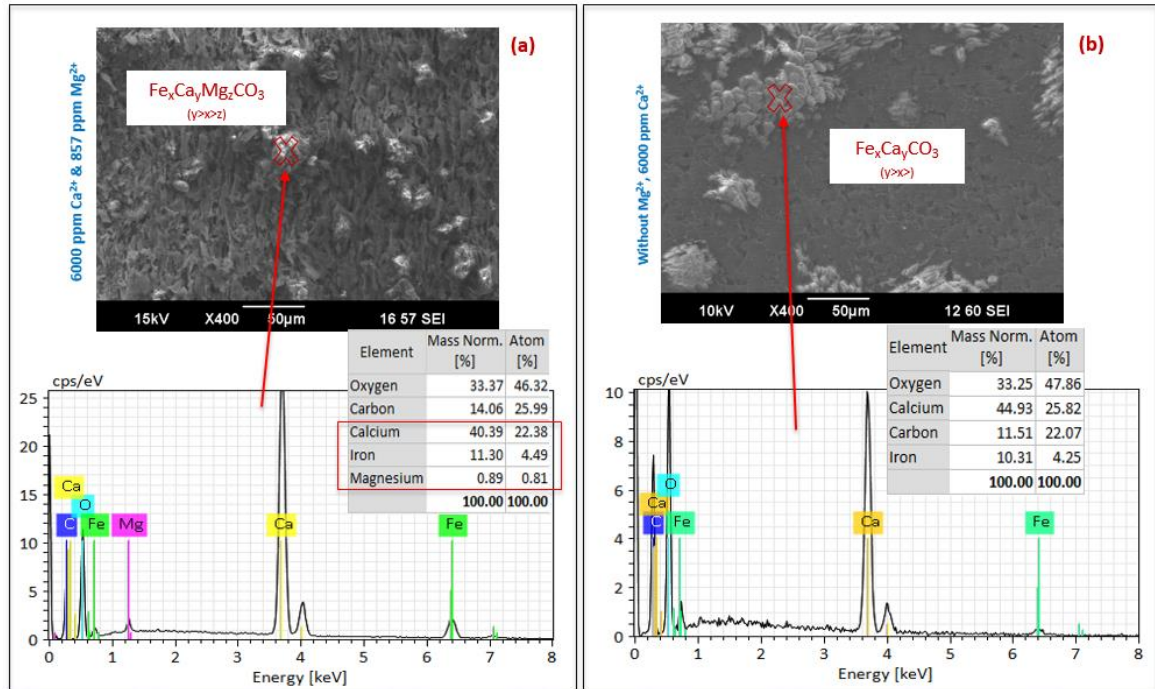 (a)
6000 ppm Ca²⁺ & 857 ppm Mg²⁺
FeₓCaᵧMg_zCO₃
(y>x>z)
15kV X400 50µm 16 57 SEI
Element Mass Norm. [%] Atom [%]
Oxygen 33.37 46.32
Carbon 14.06 25.99
Calcium 40.39 22.38
Iron 11.30 4.49
Magnesium 0.89 0.81
100.00 100.00
cps/eV
25
20
15
10
5
0
Ca
O
C Fe Mg Ca Fe
0 1 2 3 4 5 6 7 8
Energy [keV]
(b)
Without Mg²⁺, 6000 ppm Ca²⁺
FeₓCaᵧCO₃
(y>x>)
10kV X400 50µm 12 60 SEI
Element Mass Norm. [%] Atom [%]
Oxygen 33.25 47.86
Calcium 44.93 25.82
Carbon 11.51 22.07
Iron 10.31 4.25
100.00 100.00
cps/eV
10
8
6
4
2
0
O
Ca
C Fe Ca Fe
0 1 2 3 4 5 6 7 8
Energy [keV]